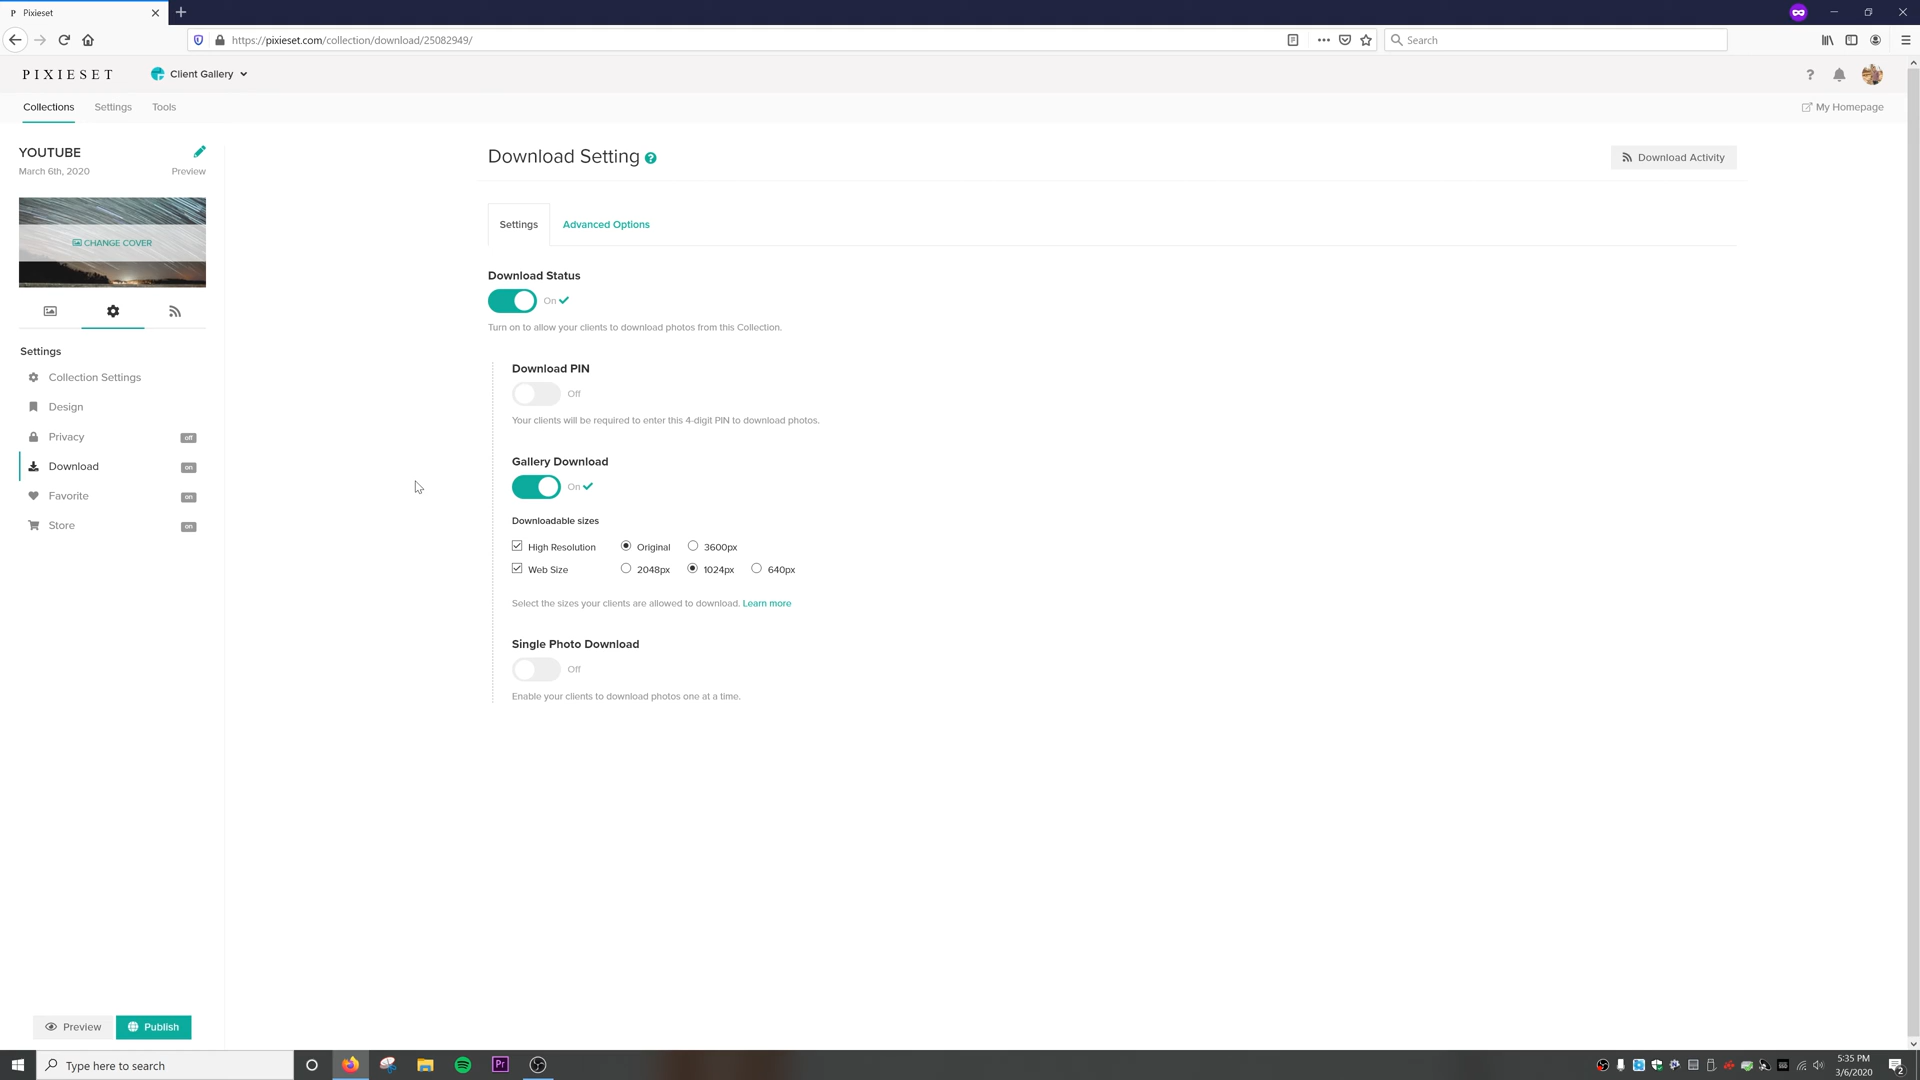 P Pixieset
https://pixieset.com/collection/download/25082949/
Search
PIXIESET
Client Gallery
?
Collections
Settings
Tools
My Homepage
YOUTUBE
March 6th, 2020
Preview
CHANGE COVER
Settings
Collection Settings
Design
Privacy
off
Download
on
Favorite
on
Store
on
Download Setting ?
Download Activity
Settings
Advanced Options
Download Status
On
Turn on to allow your clients to download photos from this Collection.
Download PIN
Off
Your clients will be required to enter this 4-digit PIN to download photos.
Gallery Download
On
Downloadable sizes
High Resolution Original 3600px
Web Size 2048px 1024px 640px
Select the sizes your clients are allowed to download. Learn more
Single Photo Download
Off
Enable your clients to download photos one at a time.
Preview
Publish
Type here to search
Pr
5:35 PM
3/6/2020
2